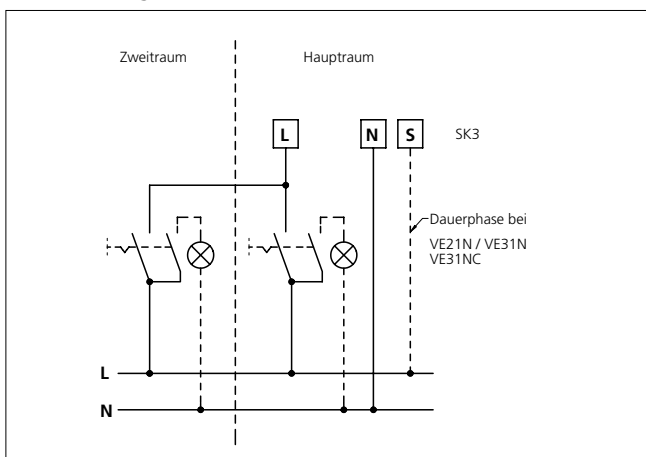 Zweitraum
Hauptraum
L
N
S
SK3
Dauerphase bei
VE21N / VE31N
VE31NC
L
N